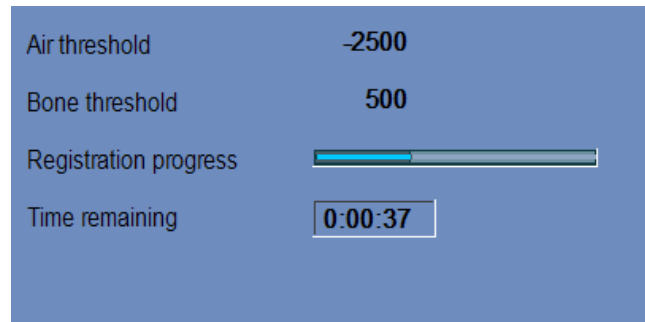 Air threshold -2500
Bone threshold 500
Registration progress
Time remaining 0:00:37